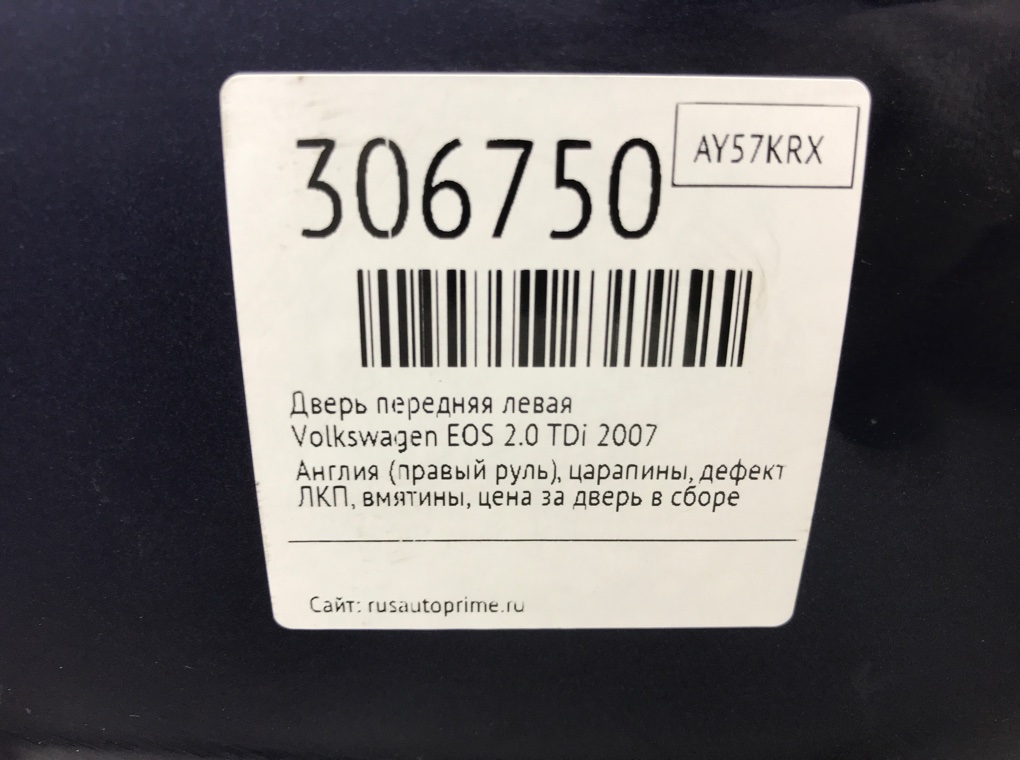 306750
AY57KRX
Дверь передняя левая
Volkswagen EOS 2.0 TDi 2007
Англия (правый руль), царапины, дефект
ЛКП, вмятины, цена за дверь в сборе
Сайт: rusautoprime.ru